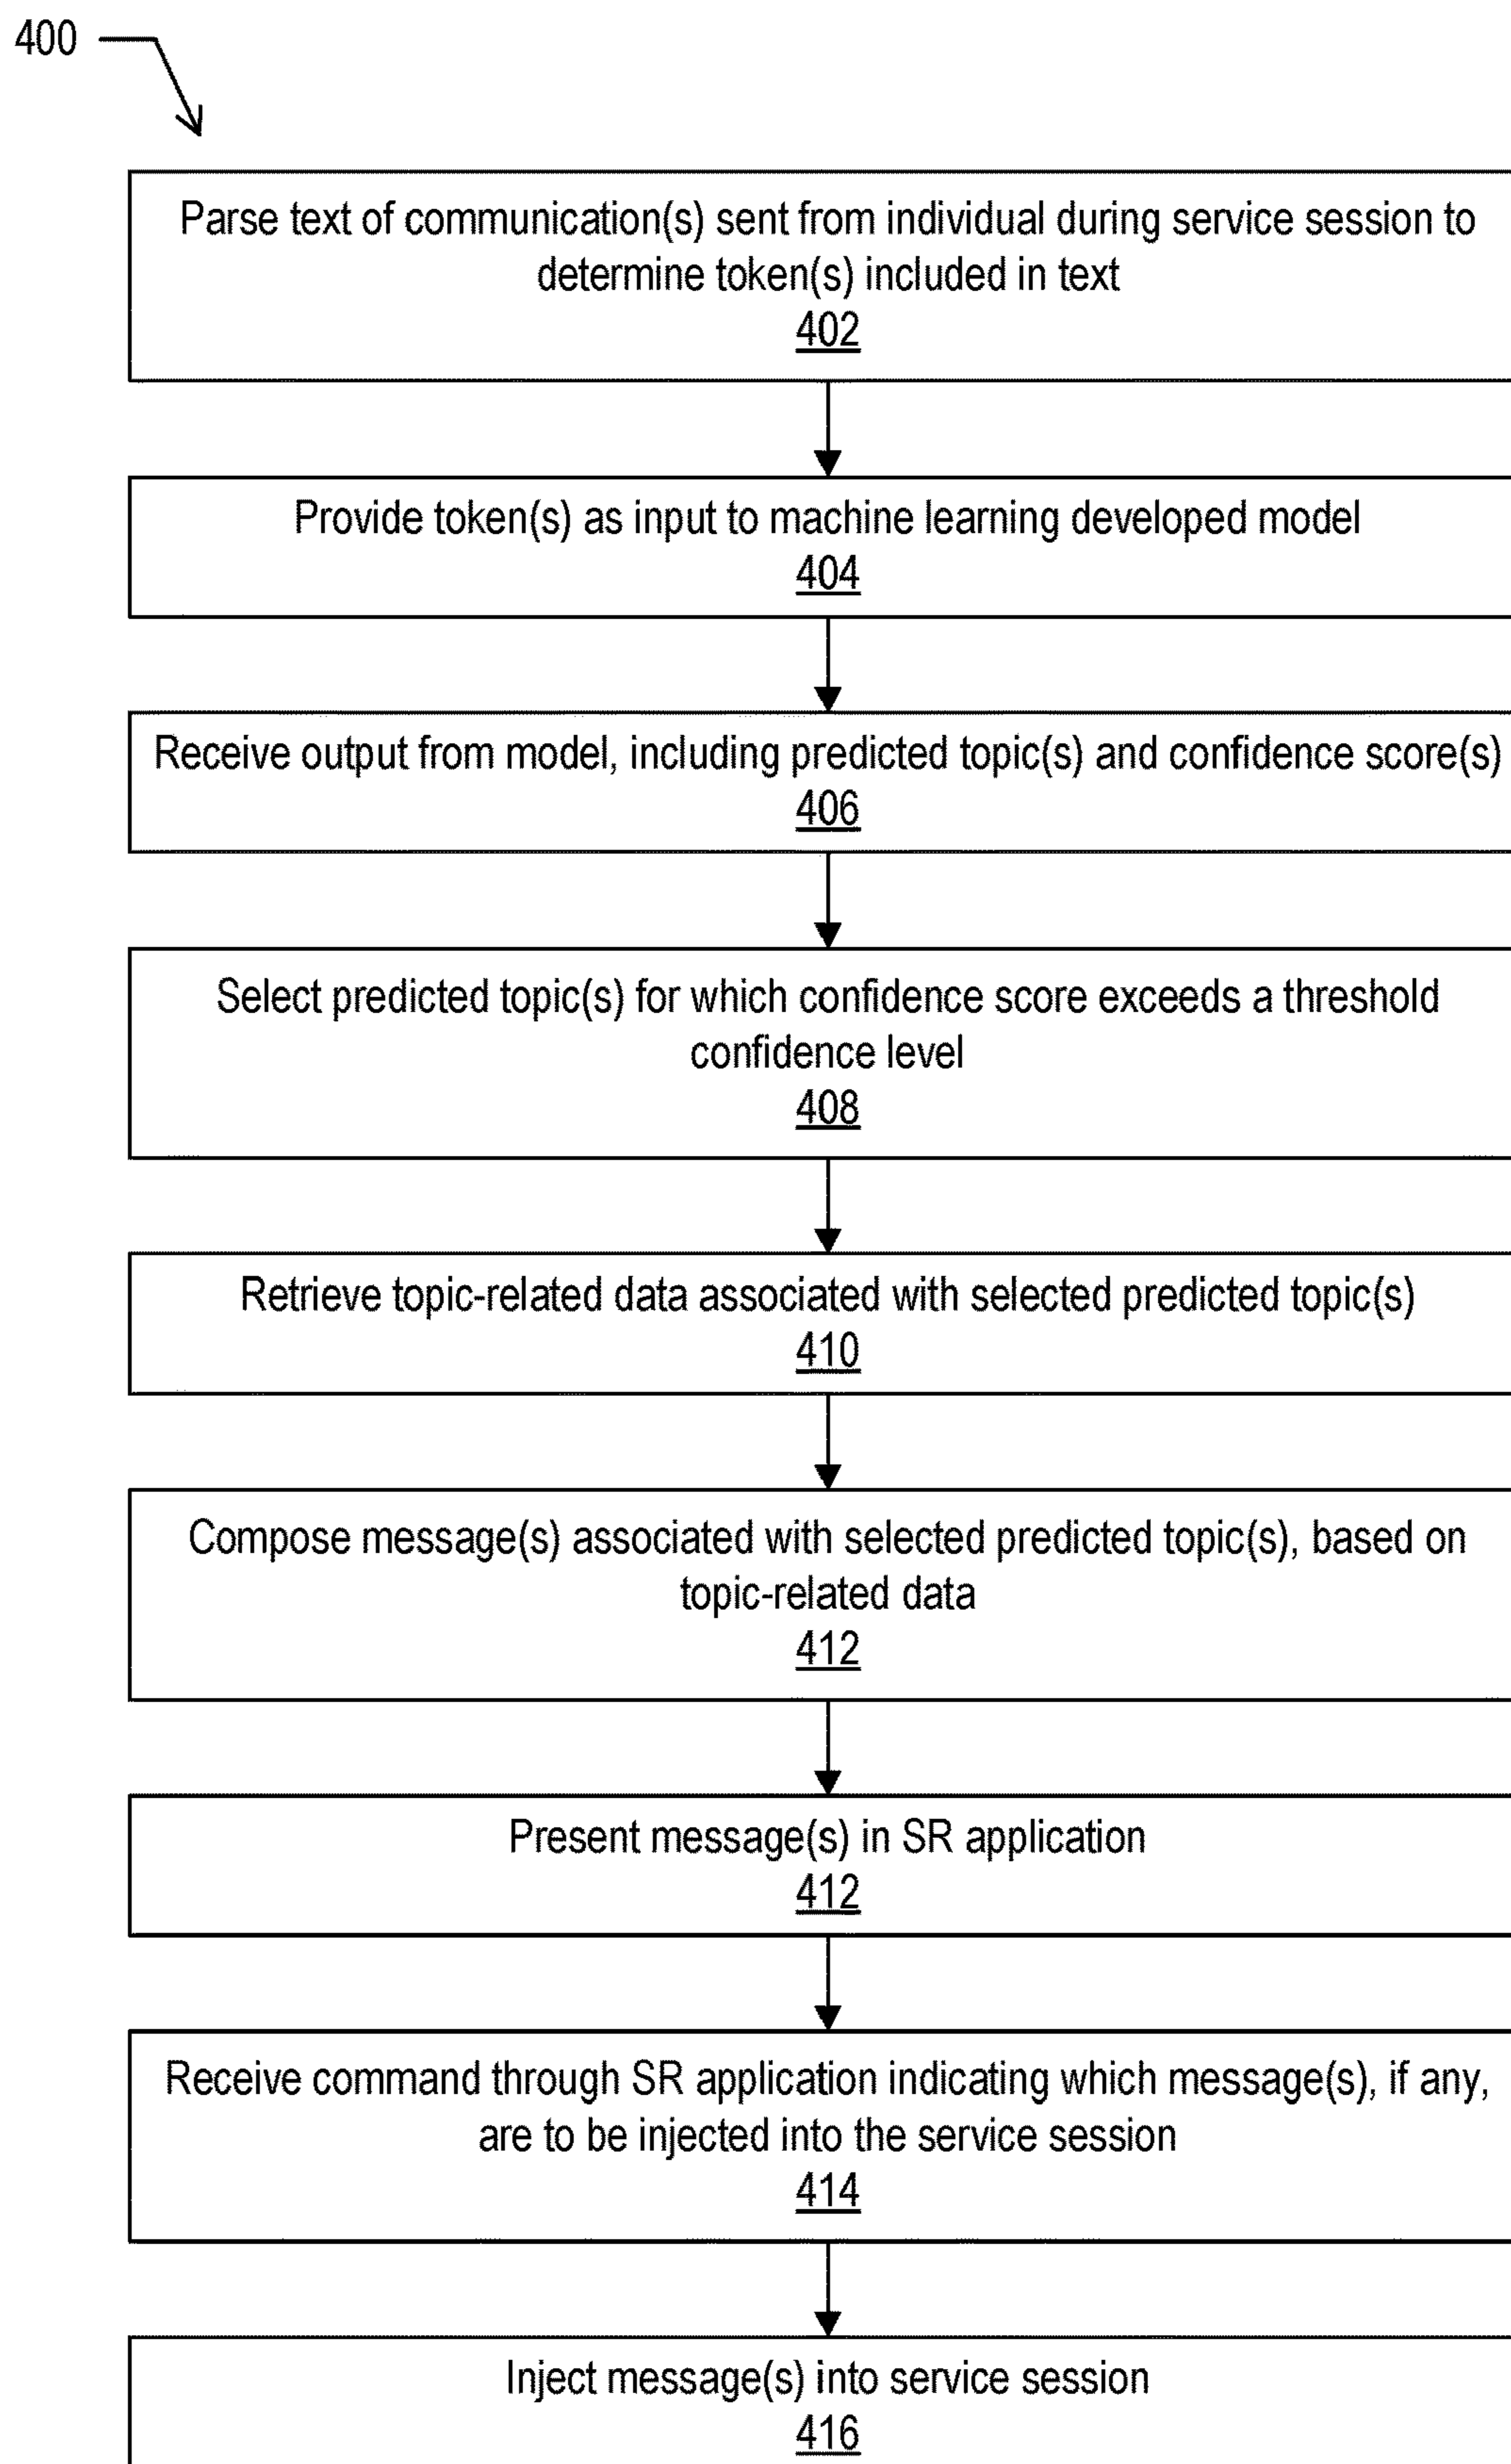 400
Parse text of communication(s) sent from individual during service session to
determine token(s) included in text
402
Provide token(s) as input to machine learning developed model
404
Receive output from model, including predicted topic(s) and confidence score(s)
406
Select predicted topic(s) for which confidence score exceeds a threshold
confidence level
408
Retrieve topic-related data associated with selected predicted topic(s)
410
Compose message(s) associated with selected predicted topic(s), based on
topic-related data
412
Present message(s) in SR application
412
Receive command through SR application indicating which message(s), if any,
are to be injected into the service session
414
Inject message(s) into service session
416